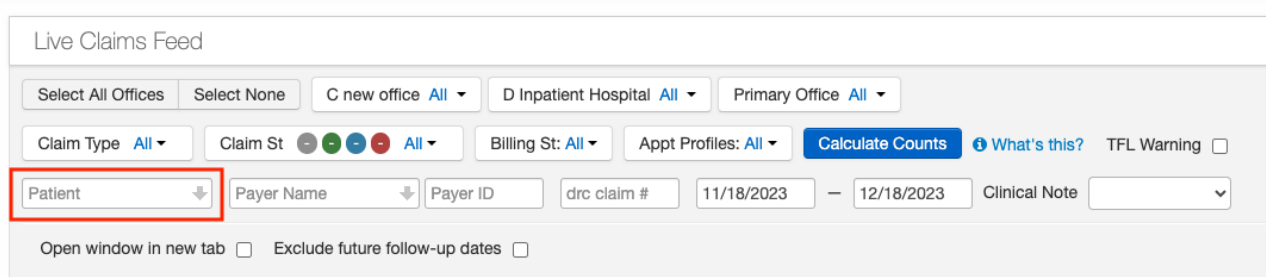 Live Claims Feed
Select All Offices Select None C new office All D Inpatient Hospital All Primary Office All
Claim Type All Claim St - - - - All Billing St: All Appt Profiles: All Calculate Counts What's this? TFL Warning
Patient Payer Name Payer ID drc claim # 11/18/2023 — 12/18/2023 Clinical Note
Open window in new tab Exclude future follow-up dates